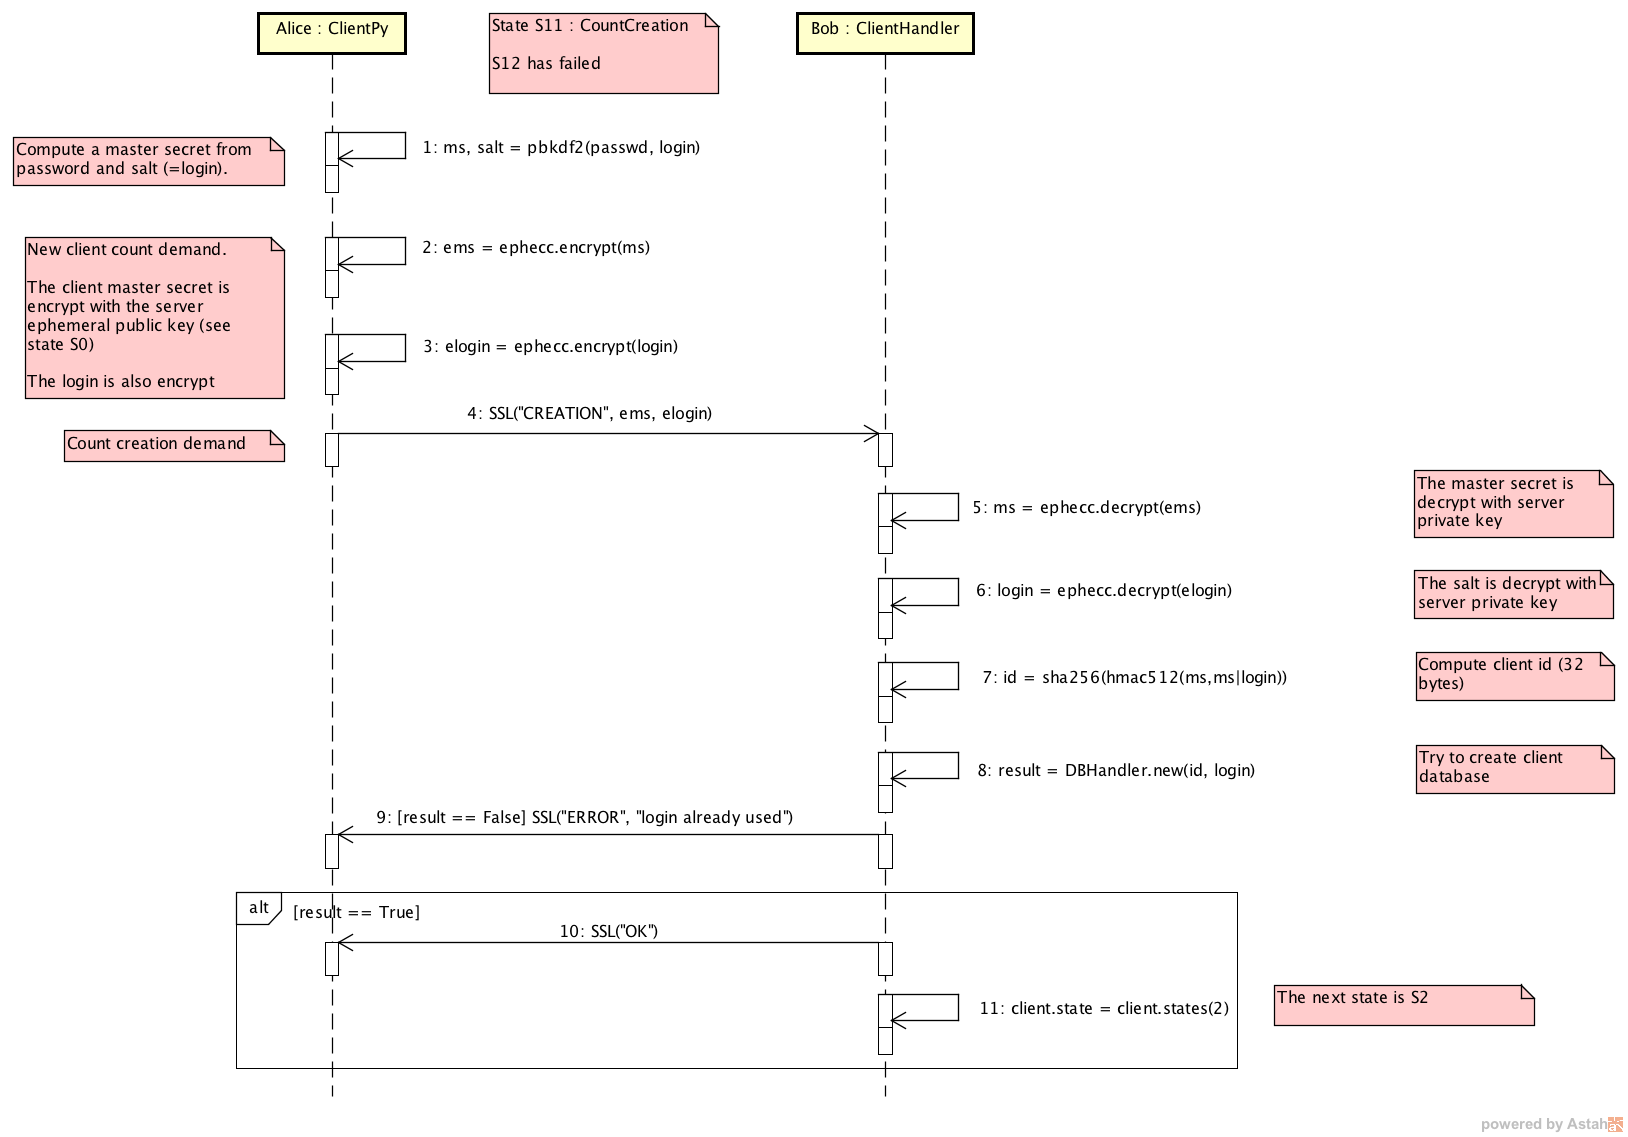 Alice : ClientPy
State S11 : CountCreation
S12 has failed
Bob : ClientHandler
Compute a master secret from
password and salt (=login).
1: ms, salt = pbkdf2(passwd, login)
New client count demand.
The client master secret is
encrypt with the server
ephemeral public key (see
state S0)
The login is also encrypt
2: ems = ephecc.encrypt(ms)
3: elogin = ephecc.encrypt(login)
4: SSL("CREATION", ems, elogin)
Count creation demand
5: ms = ephecc.decrypt(ems)
The master secret is
decrypt with server
private key
6: login = ephecc.decrypt(elogin)
The salt is decrypt with
server private key
7: id = sha256(hmac512(ms,ms|login))
Compute client id (32
bytes)
8: result = DBHandler.new(id, login)
Try to create client
database
9: [result == False] SSL("ERROR", "login already used")
alt
[result == True]
10: SSL("OK")
11: client.state = client.states(2)
The next state is S2
powered by Astah